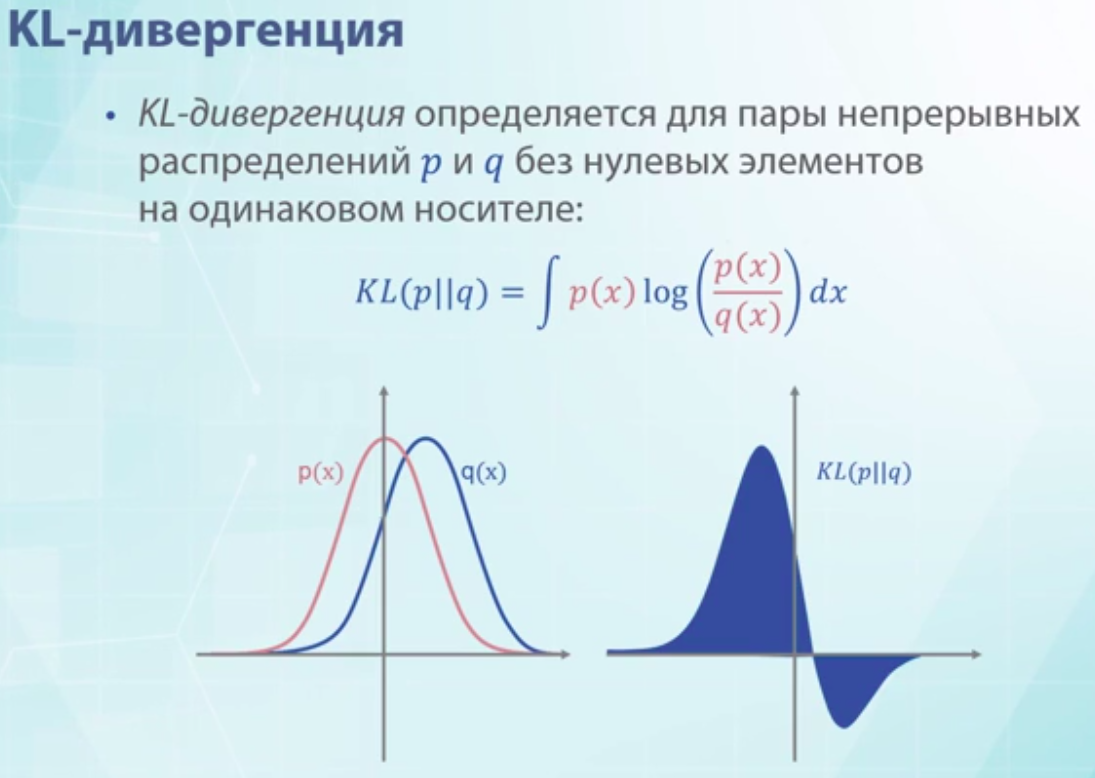 KL-дивергенция
• KL-дивергенция определяется для пары непрерывных
распределений p и q без нулевых элементов
на одинаковом носителе:
KL(p||q) = ∫ p(x) log(p(x)/q(x)) dx
p(x)
q(x)
KL(p||q)